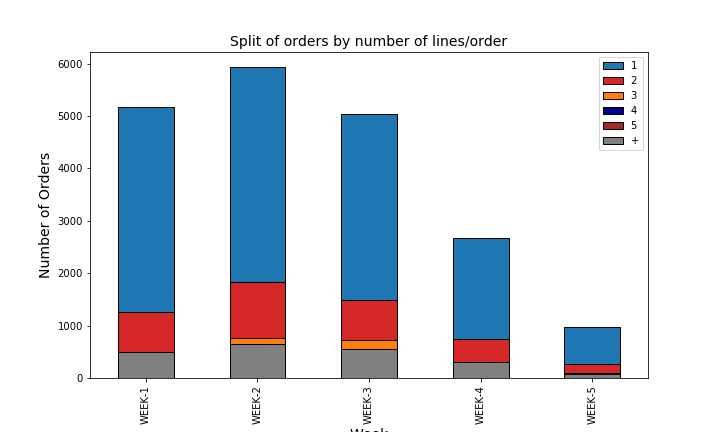 Split of orders by number of lines/order
Number of Orders
6000
5000
4000
3000
2000
1000
0
1
2
3
4
5
+
WEEK-1
WEEK-2
WEEK-3
WEEK-4
WEEK-5
Week